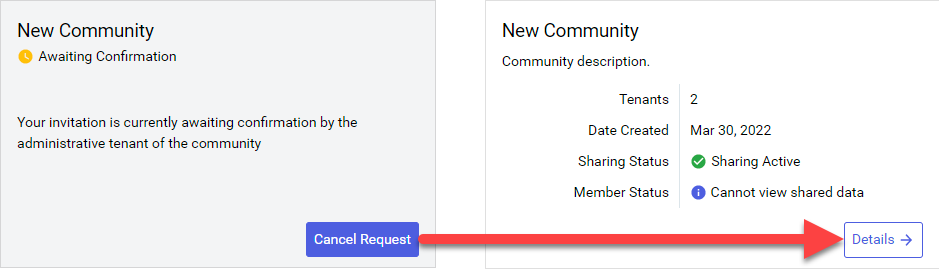 New Community
Awaiting Confirmation
Your invitation is currently awaiting confirmation by the
administrative tenant of the community
Cancel Request
New Community
Community description.
Tenants 2
Date Created Mar 30, 2022
Sharing Status Sharing Active
Member Status Cannot view shared data
Details